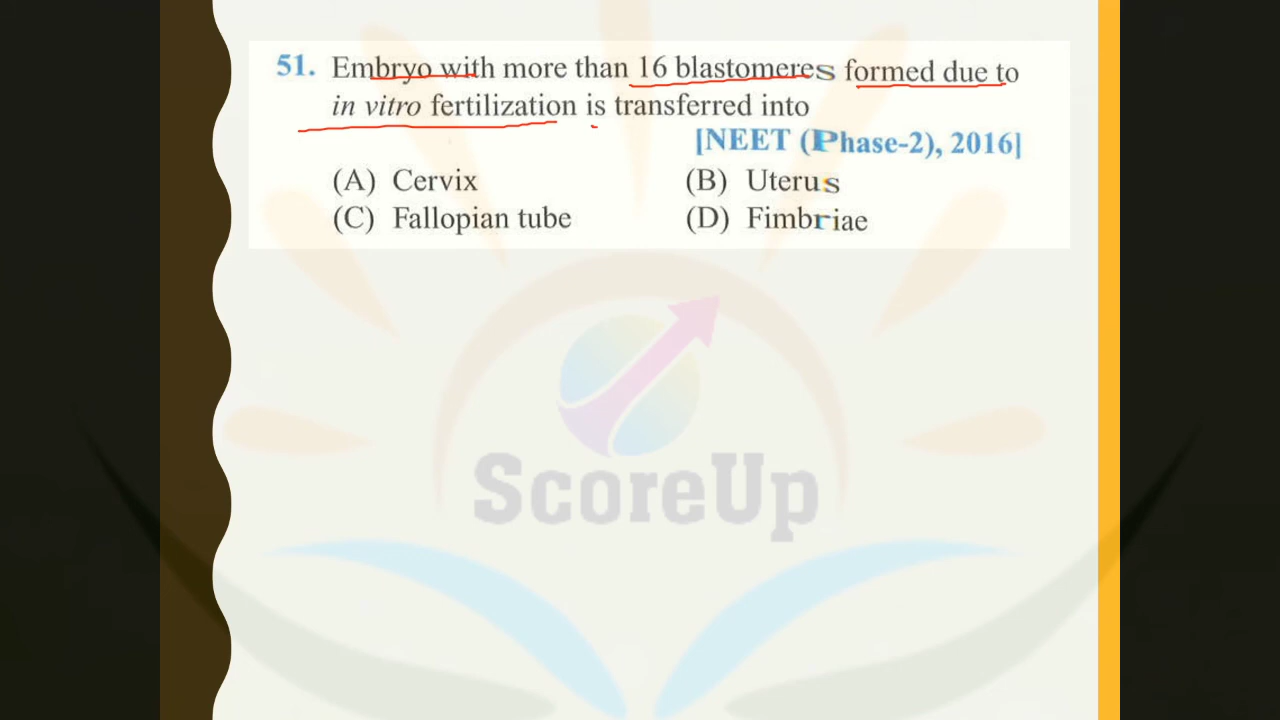 51. Embryo with more than 16 blastomeres formed due to
in vitro fertilization is transferred into
[NEET (Phase-2), 2016]
(A) Cervix (B) Uterus
(C) Fallopian tube (D) Fimbriae
ScoreUp